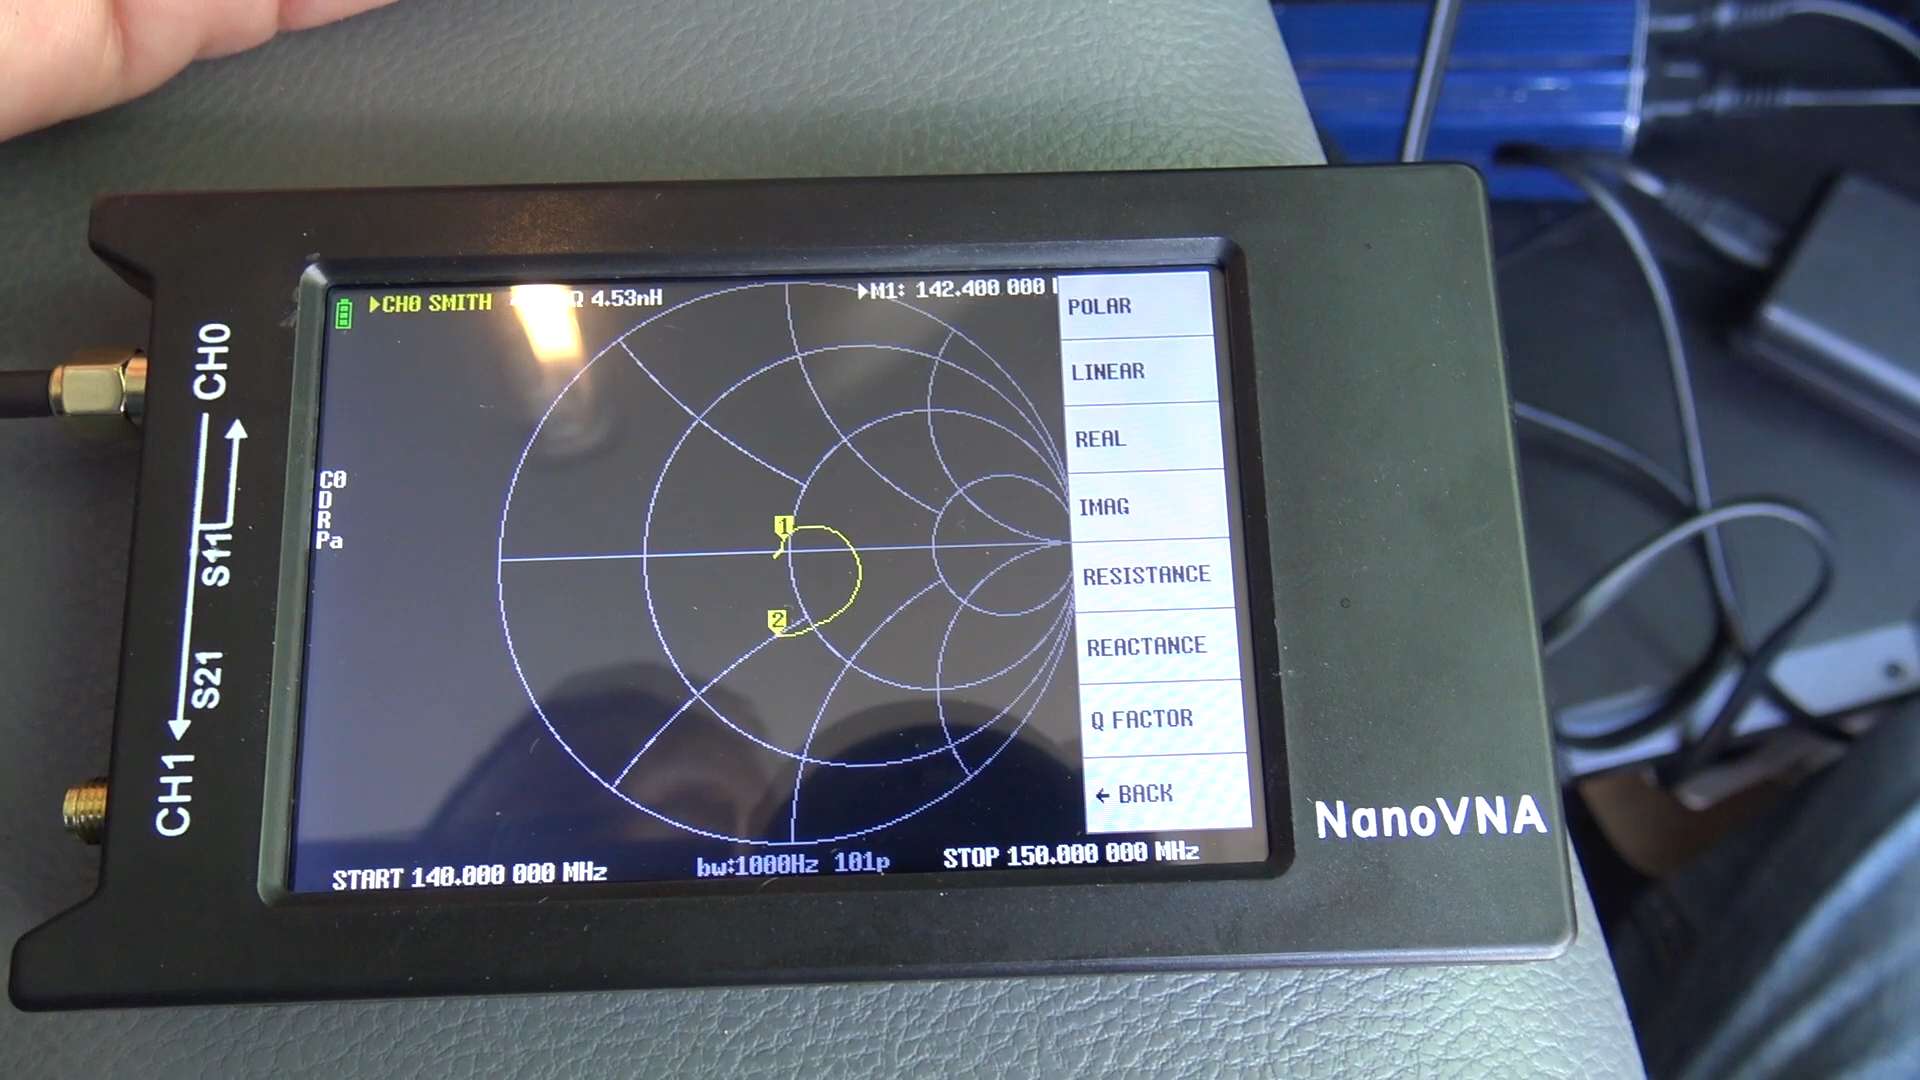 CH0 SMITH Ω 4.53nH
M1: 142.400 000
C0
D
R
Pa
1
2
POLAR
LINEAR
REAL
IMAG
RESISTANCE
REACTANCE
Q FACTOR
← BACK
START 140.000 000 MHz
bw:1000Hz 101p
STOP 150.000 000 MHz
CH0
S11
S21
CH1
NanoVNA